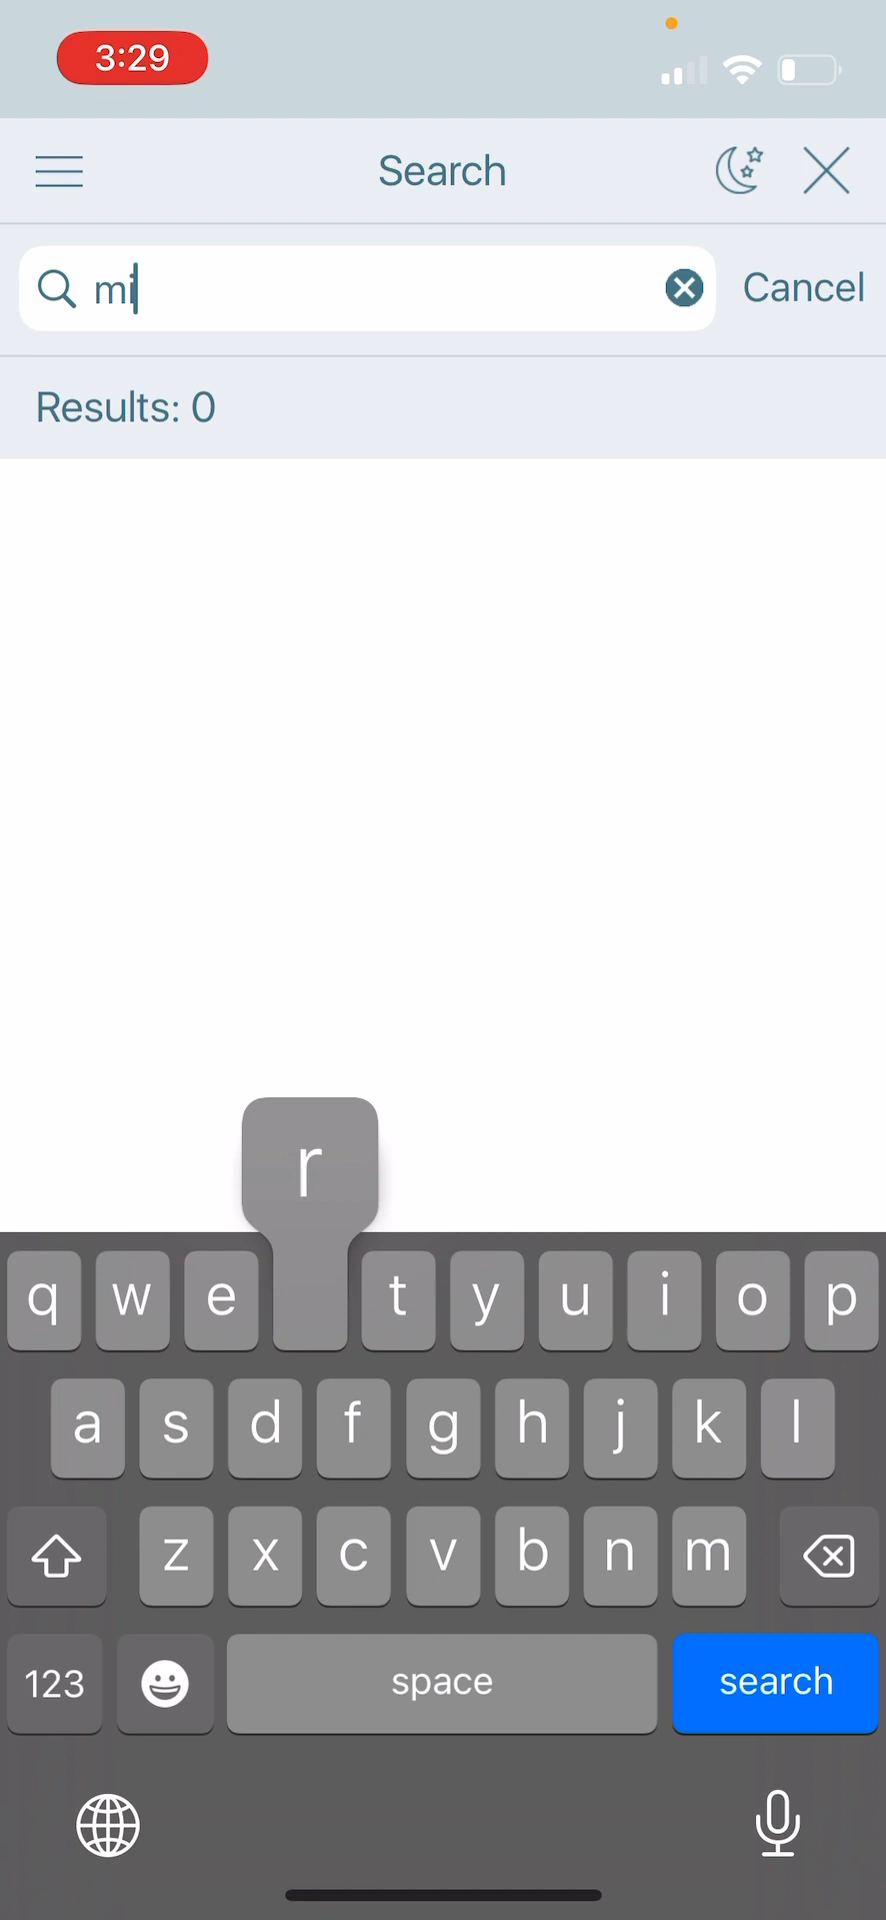 3:29
Search
mi
Cancel
Results: 0
r
q w e t y u i o p
a s d f g h j k l
z x c v b n m
123 space search